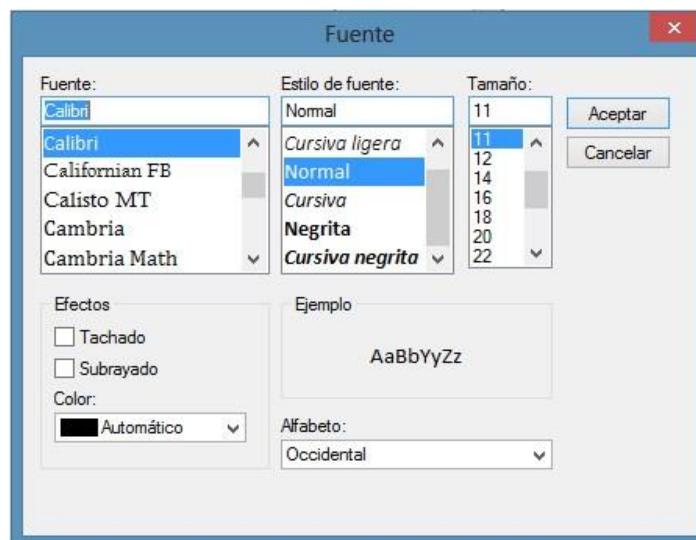 Fuente
Fuente:
Calibri
Calibri
Californian FB
Calisto MT
Cambria
Cambria Math
Estilo de fuente:
Normal
Cursiva ligera
Normal
Cursiva
Negrita
Cursiva negrita
Tamaño:
11
11
12
14
16
18
20
22
Aceptar
Cancelar
Efectos
Tachado
Subrayado
Color:
Automático
Ejemplo
AaBbYyZz
Alfabeto:
Occidental